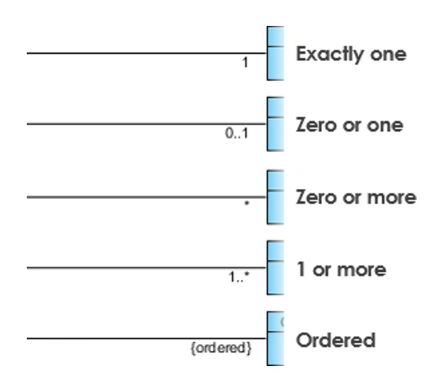 1 Exactly one
0..1 Zero or one
* Zero or more
1..* 1 or more
{ordered} Ordered